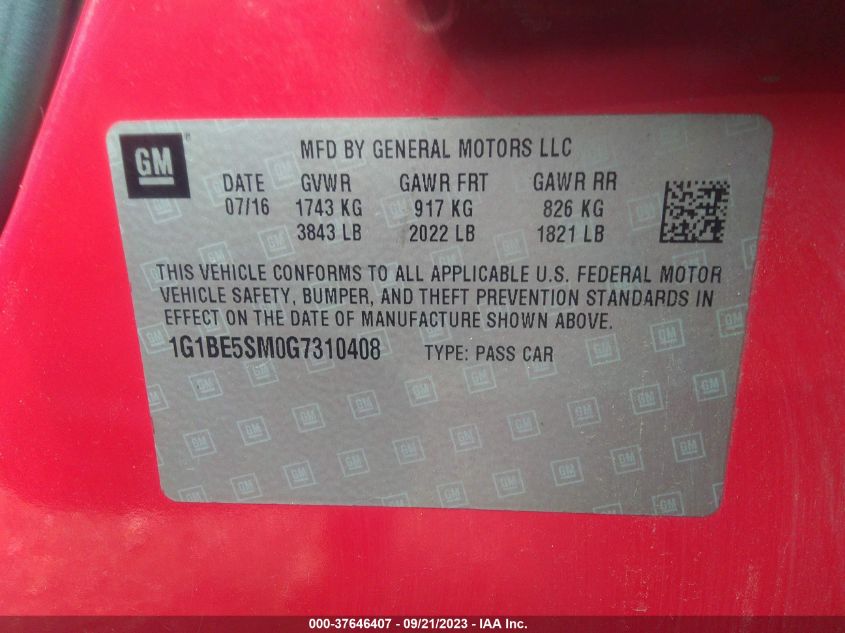 GM
MFD BY GENERAL MOTORS LLC
DATE GVWR GAWR FRT GAWR RR
07/16 1743 KG 917 KG 826 KG
3843 LB 2022 LB 1821 LB
THIS VEHICLE CONFORMS TO ALL APPLICABLE U.S. FEDERAL MOTOR
VEHICLE SAFETY, BUMPER, AND THEFT PREVENTION STANDARDS IN
EFFECT ON THE DATE OF MANUFACTURE SHOWN ABOVE.
1G1BE5SM0G7310408 TYPE: PASS CAR
000-37646407 - 09/21/2023 - IAA Inc.